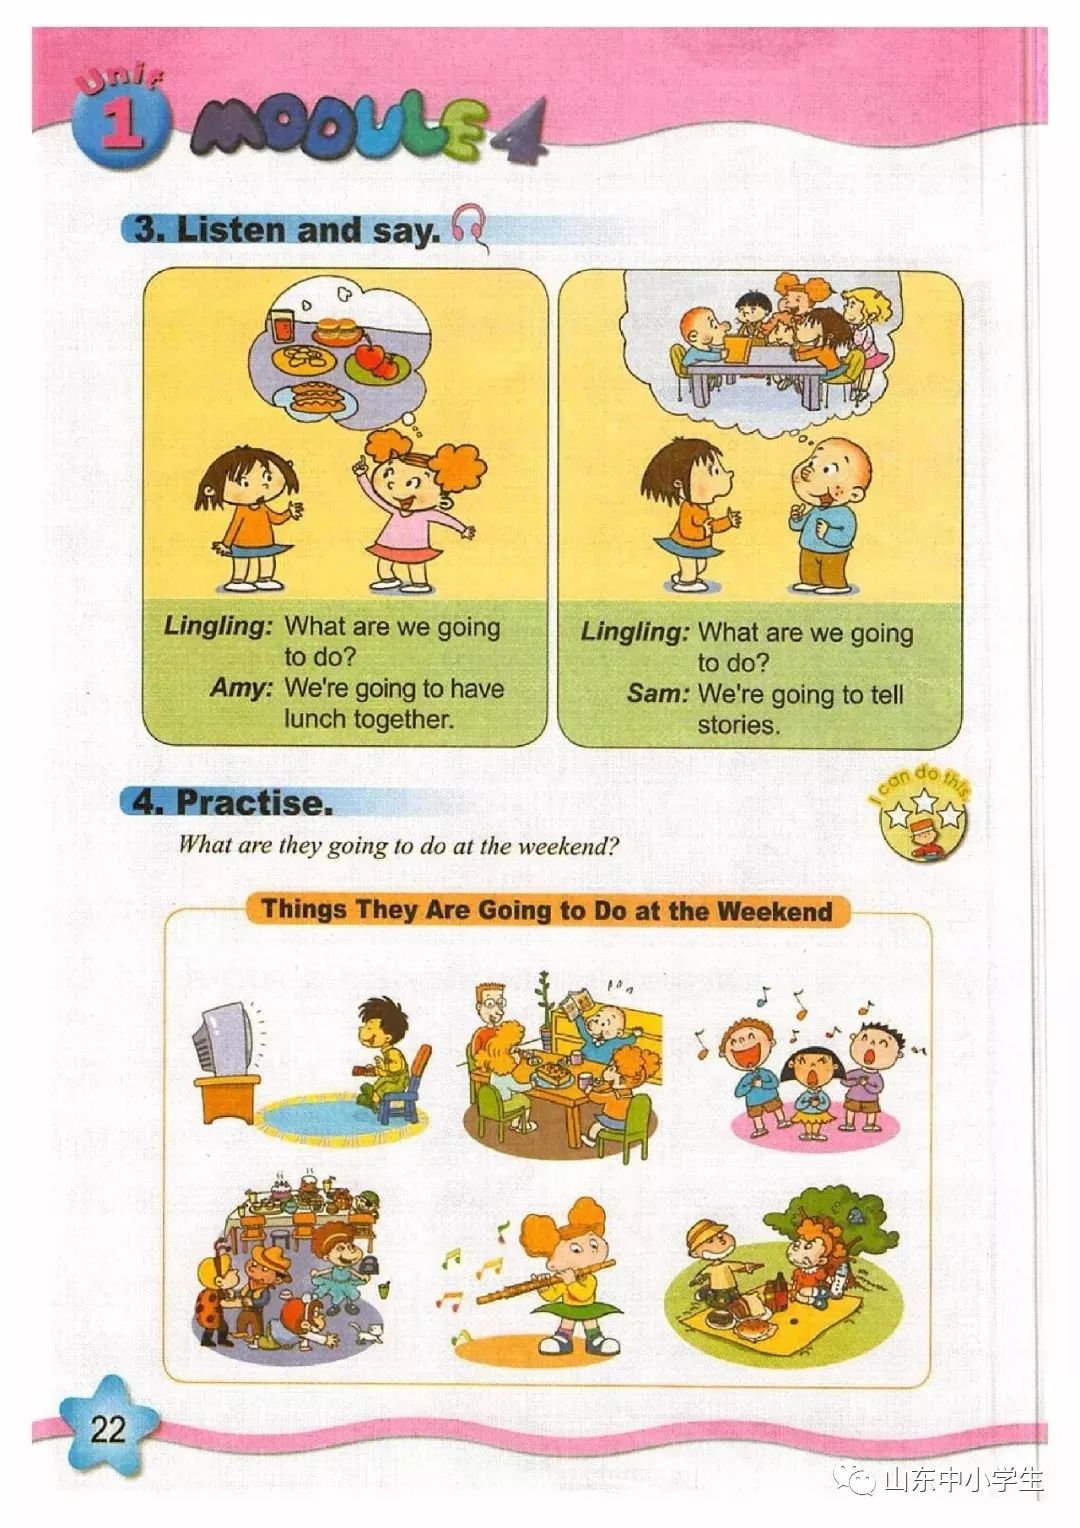 Unit
1 MODULE 4
3. Listen and say.
Lingling: What are we going
to do?
Amy: We're going to have
lunch together.
Lingling: What are we going
to do?
Sam: We're going to tell
stories.
4. Practise.
I can do this.
What are they going to do at the weekend?
Things They Are Going to Do at the Weekend
22
山东中小学生